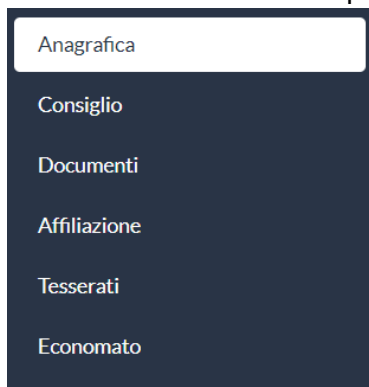 Anagrafica
Consiglio
Documenti
Affiliazione
Tesserati
Economato